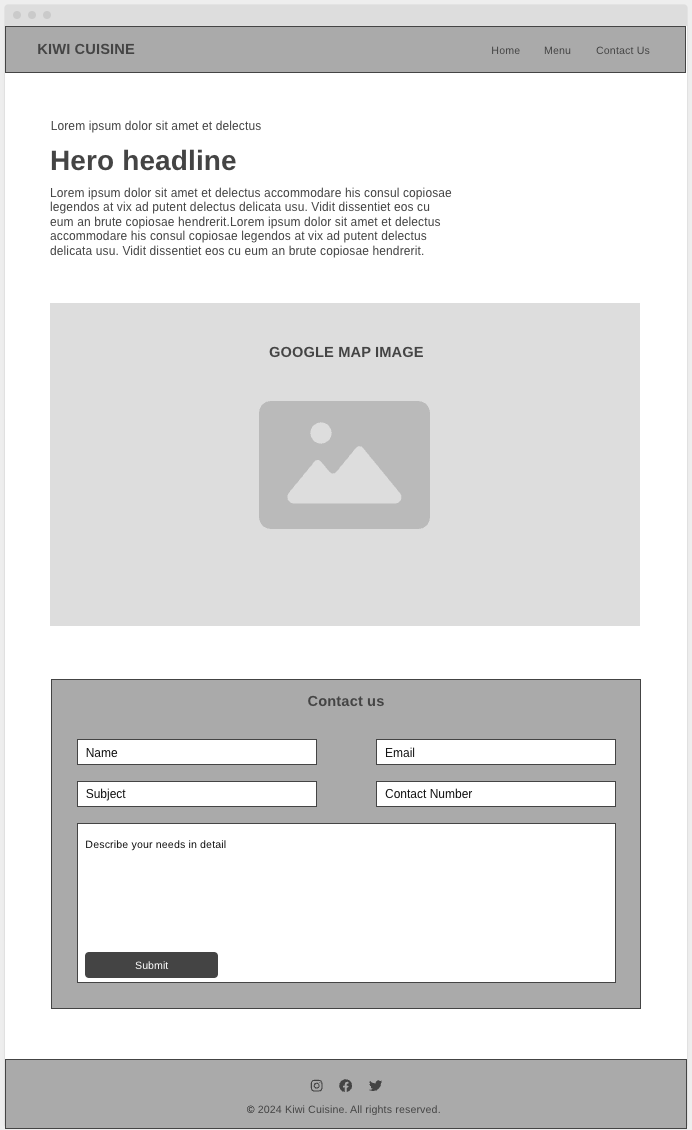 KIWI CUISINE
Home Menu Contact Us
Lorem ipsum dolor sit amet et delectus
Hero headline
Lorem ipsum dolor sit amet et delectus accommodare his consul copiosae
legendos at vix ad putent delectus delicata usu. Vidit dissentiet eos cu
eum an brute copiosae hendrerit.Lorem ipsum dolor sit amet et delectus
accommodare his consul copiosae legendos at vix ad putent delectus
delicata usu. Vidit dissentiet eos cu eum an brute copiosae hendrerit.
GOOGLE MAP IMAGE
Contact us
Name
Email
Subject
Contact Number
Describe your needs in detail
Submit
© 2024 Kiwi Cuisine. All rights reserved.